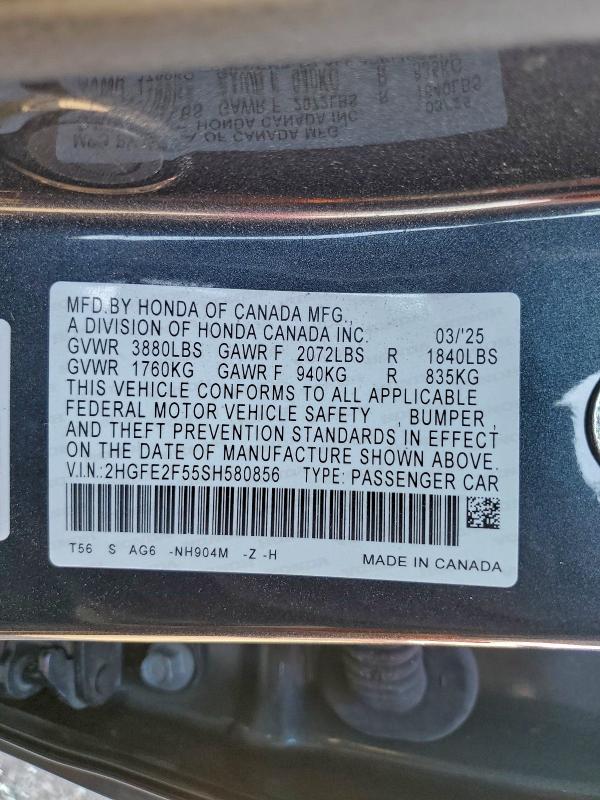 MFD.BY HONDA OF CANADA MFG.,
A DIVISION OF HONDA CANADA INC. 03/'25
GVWR 3880LBS GAWR F 2072LBS R 1840LBS
GVWR 1760KG GAWR F 940KG R 835KG
THIS VEHICLE CONFORMS TO ALL APPLICABLE
FEDERAL MOTOR VEHICLE SAFETY , BUMPER ,
AND THEFT PREVENTION STANDARDS IN EFFECT
ON THE DATE OF MANUFACTURE SHOWN ABOVE.
V.I.N.:2HGFE2F55SH580856 TYPE: PASSENGER CAR
T56 S AG6 -NH904M -Z -H MADE IN CANADA